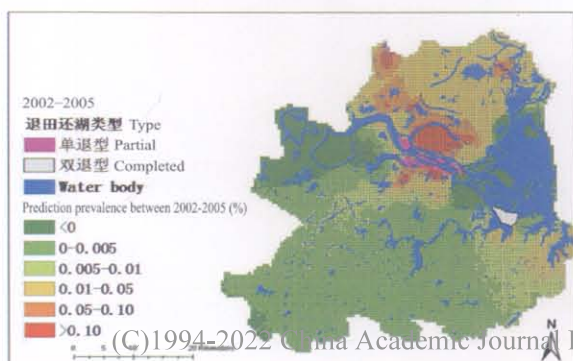 2002-2005
退田还湖类型 Type
单退型 Partial
双退型 Completed
Water body
Prediction prevalence between 2002-2005 (%)
<0
0-0.005
0.005-0.01
0.01-0.05
0.05-0.10
>0.10
N
(C)1994-2022 China Academic Journal